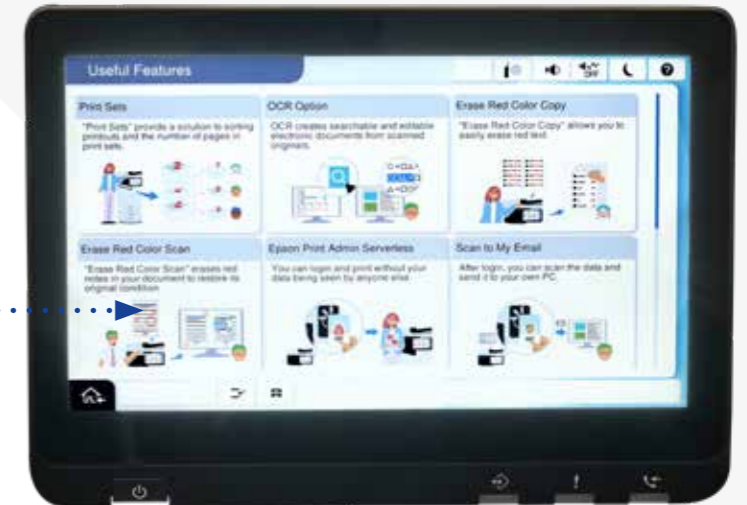 Useful Features
OFF
Print Sets
"Print Sets" provide a solution to sorting
printouts and the number of pages in
print sets.
OCR Option
OCR creates searchable and editable
electronic documents from scanned
originals.
Erase Red Color Copy
"Erase Red Color Copy" allows you to
easily erase red text.
Erase Red Color Scan
"Erase Red Color Scan" erases red
notes in your document to restore its
original condition
Epson Print Admin Serverless
You can login and print without your
data being seen by anyone else
Scan to My Email
After login, you can scan the data and
send it to your own PC.